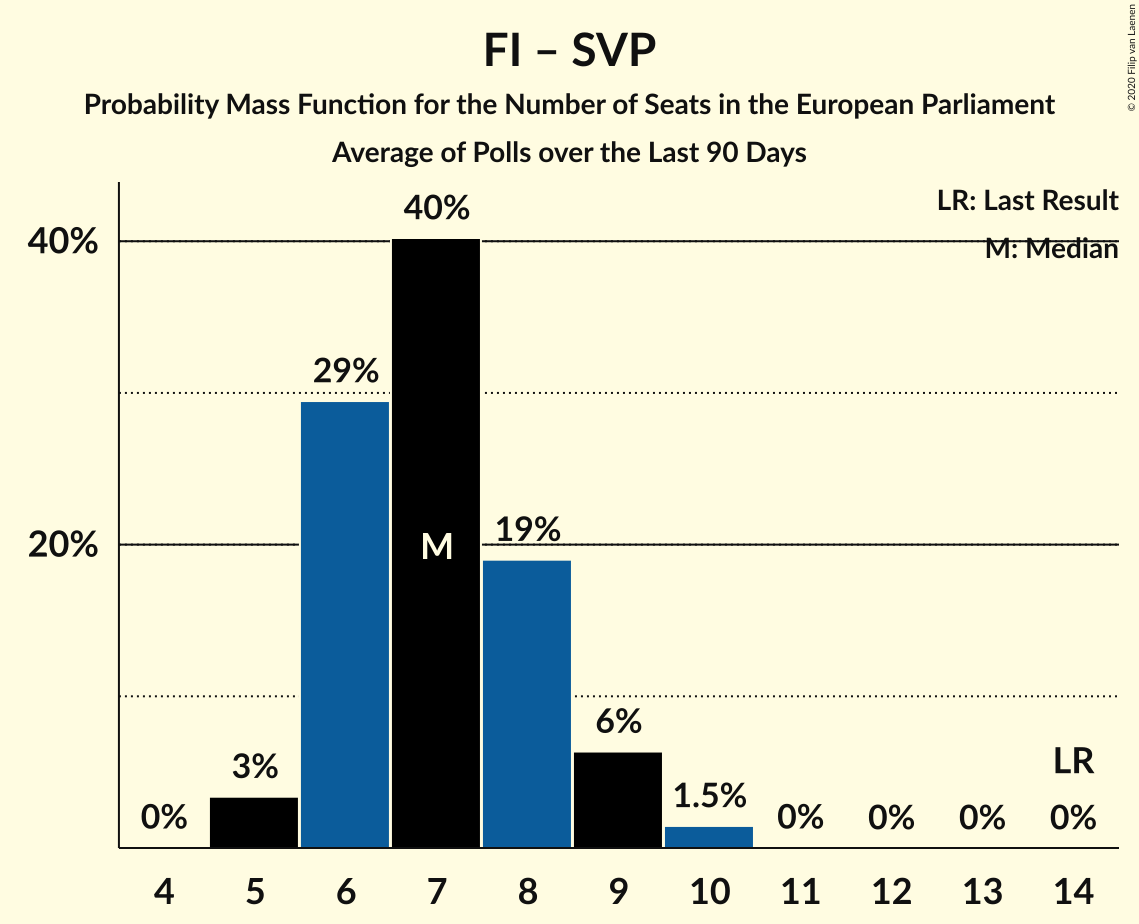 FI – SVP
Probability Mass Function for the Number of Seats in the European Parliament
Average of Polls over the Last 90 Days
© 2020 Filip van Laenen
LR: Last Result
M: Median
40%
20%
0%
3%
29%
40%
M
19%
6%
1.5%
0%
0%
0%
LR
0%
4 5 6 7 8 9 10 11 12 13 14